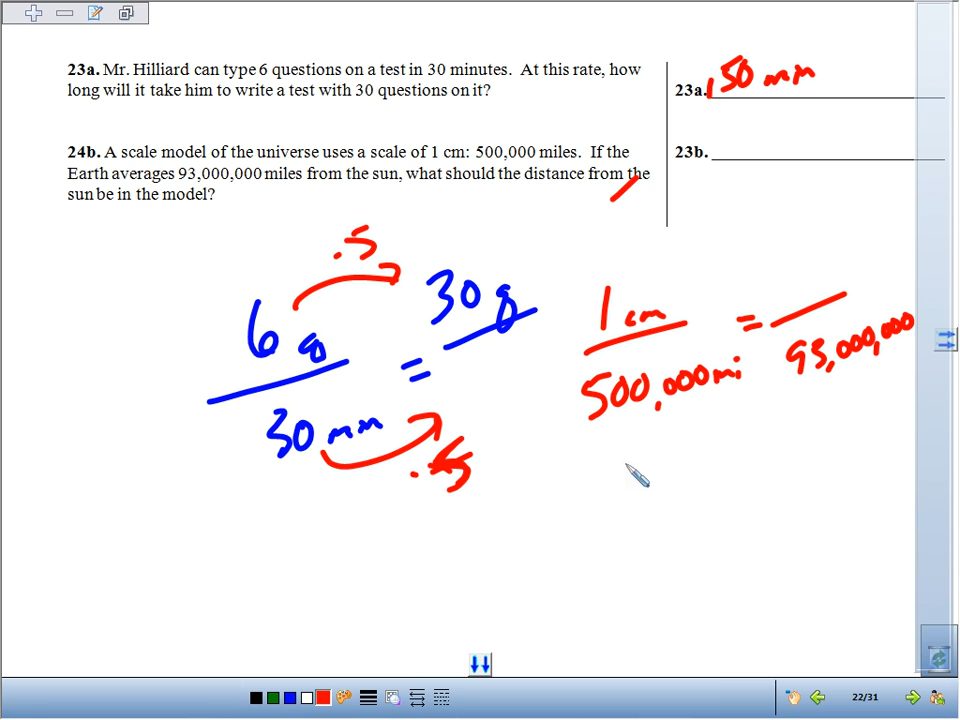 23a. Mr. Hilliard can type 6 questions on a test in 30 minutes. At this rate, how
long will it take him to write a test with 30 questions on it?
23a. 150 min
24b. A scale model of the universe uses a scale of 1 cm: 500,000 miles. If the
Earth averages 93,000,000 miles from the sun, what should the distance from the
sun be in the model?
23b.
.5
6 q
30 min
=
30 q
.5
1 cm
500,000 mi
=
93,000,000
22/31